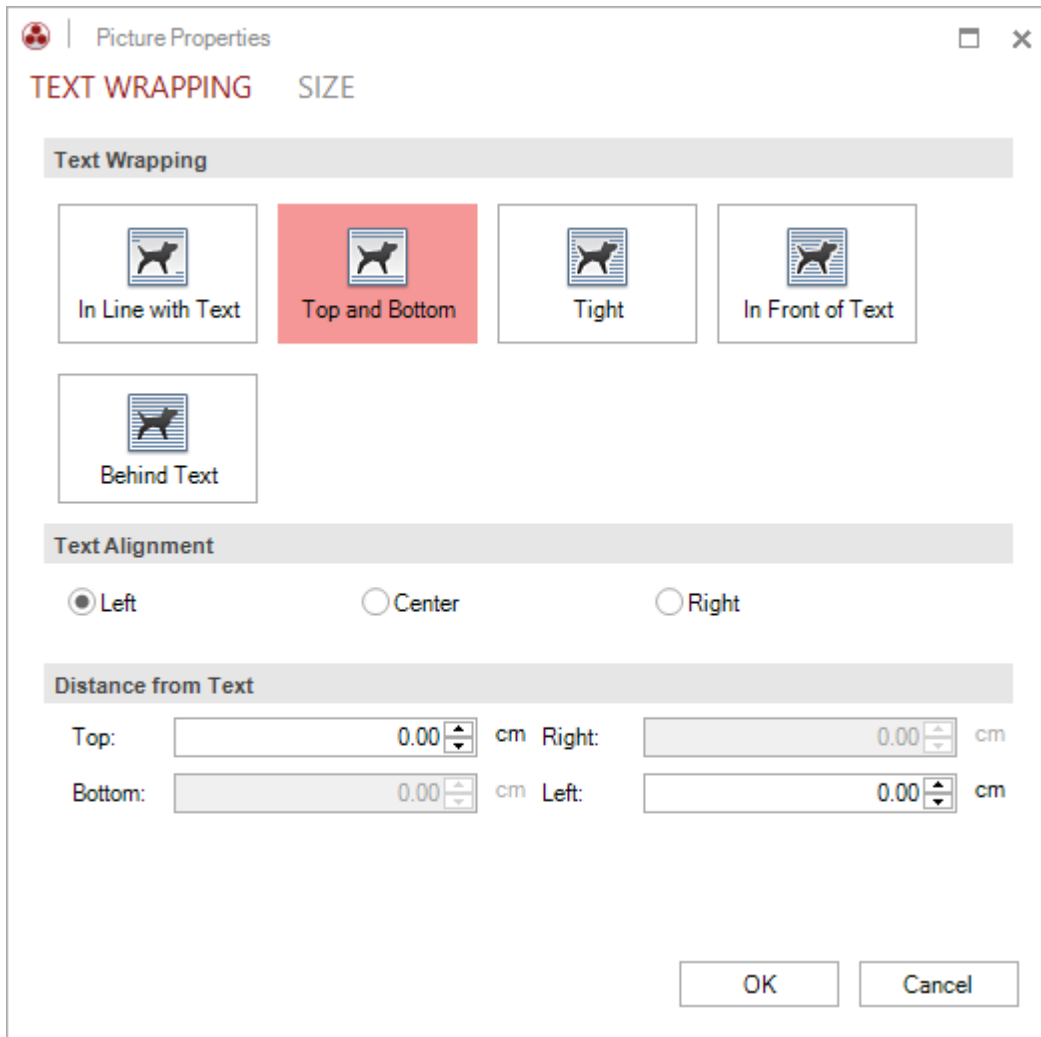 Picture Properties
TEXT WRAPPING SIZE
Text Wrapping
In Line with Text Top and Bottom Tight In Front of Text
Behind Text
Text Alignment
Left Center Right
Distance from Text
Top: 0.00 cm Right: 0.00 cm
Bottom: 0.00 cm Left: 0.00 cm
OK Cancel